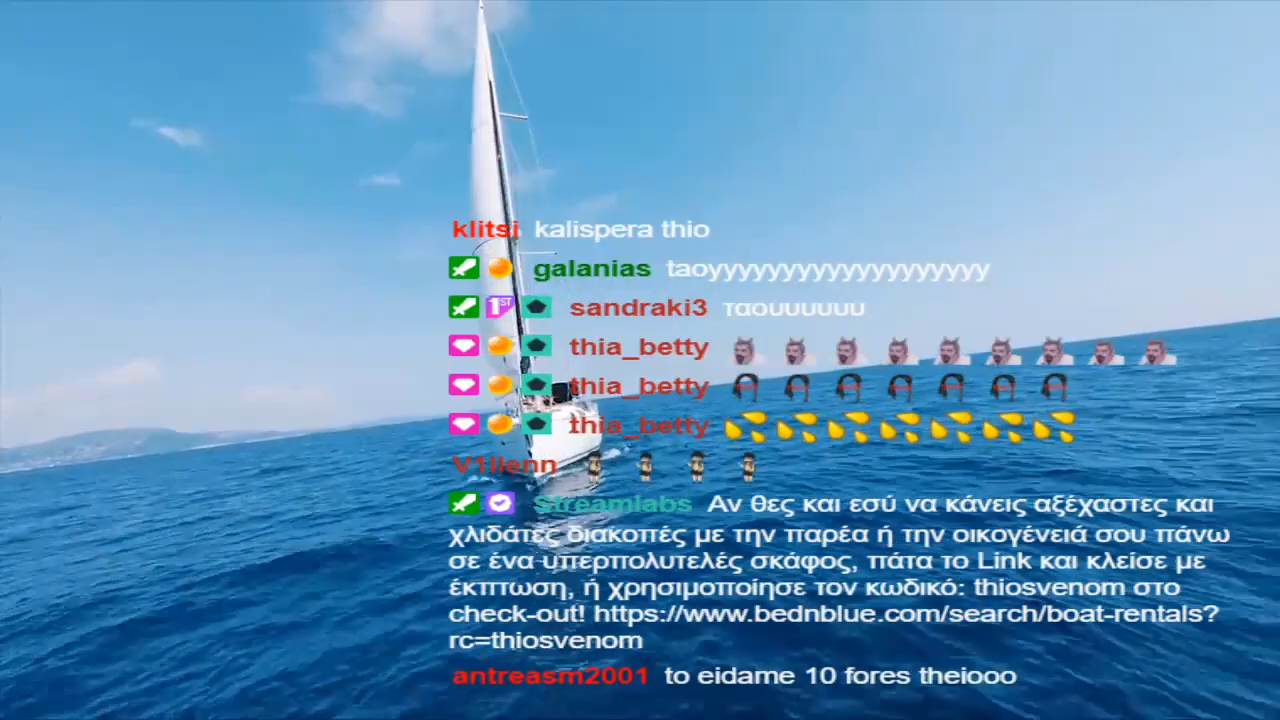 klitsi kalispera thio
galanias taoyyyyyyyyyyyyyyyyyyy
1ST sandraki3 ταουυυυυυ
thia_betty
thia_betty
thia_betty
V1llenn
Streamlabs Αν θες και εσύ να κάνεις αξέχαστες και
χλιδάτες διακοπές με την παρέα ή την οικογένειά σου πάνω
σε ένα υπερπολυτελές σκάφος, πάτα το Link και κλείσε με
έκπτωση, ή χρησιμοποίησε τον κωδικό: thiosvenom στο
check-out! https://www.bednblue.com/search/boat-rentals?
rc=thiosvenom
antreasm2001 to eidame 10 fores theiooo